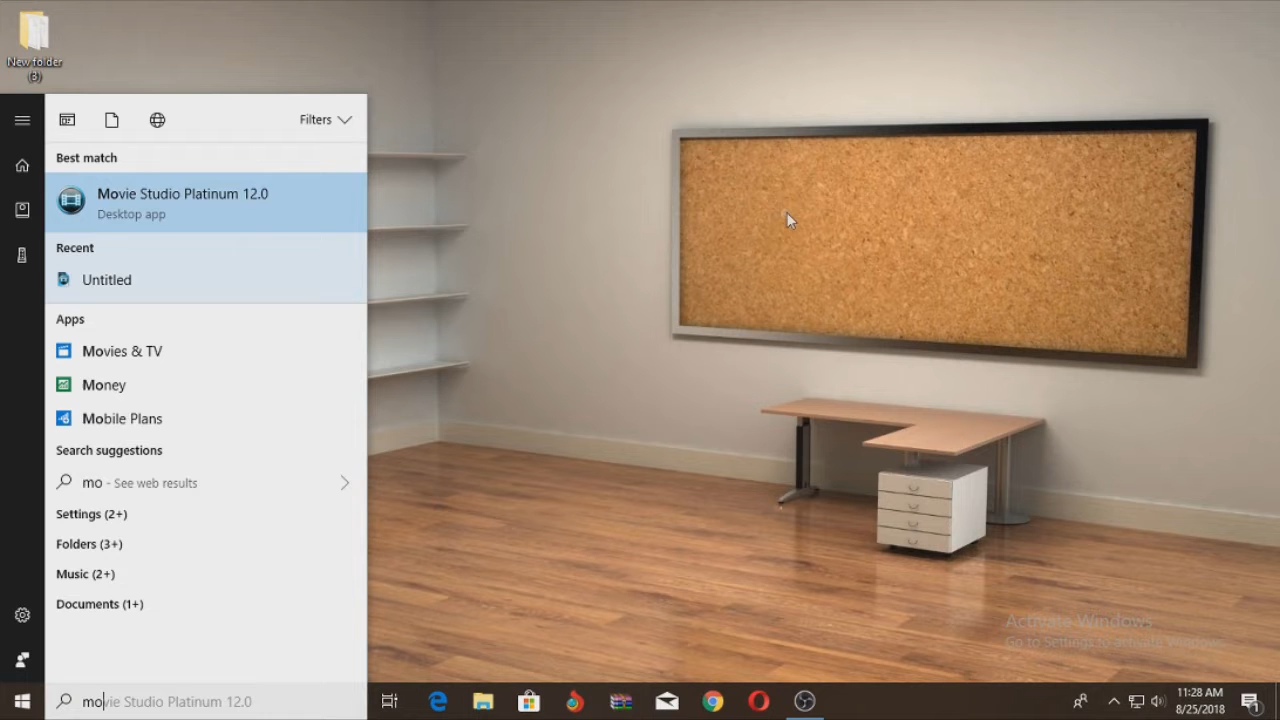 New folder
(3)
Filters
Best match
Movie Studio Platinum 12.0
Desktop app
Recent
Untitled
Apps
Movies & TV
Money
Mobile Plans
Search suggestions
mo - See web results
Settings (2+)
Folders (3+)
Music (2+)
Documents (1+)
Activate Windows
Go to Settings to activate Windows.
movie Studio Platinum 12.0
11:28 AM
8/25/2018
1